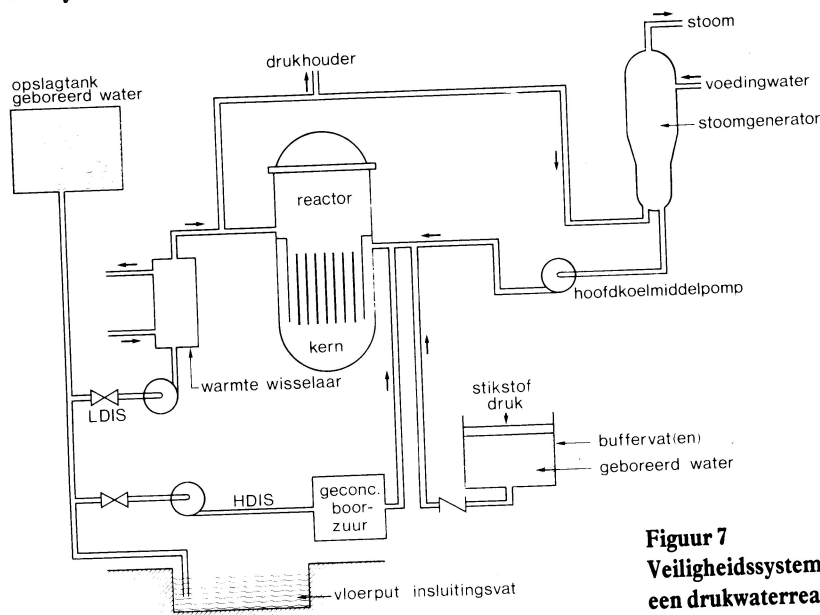 stoom
drukhouder
voedingwater
opslagtank
geboreerd water
stoomgenerator
reactor
hoofdkoelmiddelpomp
kern
warmte wisselaar
stikstof
druk
LDIS
buffervat(en)
geboreerd water
HDIS
geconc.
boor-
zuur
vloerput insluitingsvat
Figuur 7
een drukwaterrea